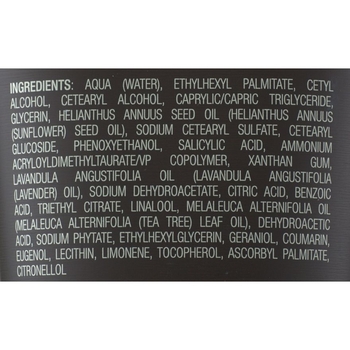 INGREDIENTS: AQUA (WATER), ETHYLHEXYL PALMITATE, CETYL
ALCOHOL, CETEARYL ALCOHOL, CAPRYLIC/CAPRIC TRIGLYCERIDE,
GLYCERIN, HELIANTHUS ANNUUS SEED OIL (HELIANTHUS ANNUUS
(SUNFLOWER) SEED OIL), SODIUM CETEARYL SULFATE, CETEARYL
GLUCOSIDE, PHENOXYETHANOL, SALICYLIC ACID, AMMONIUM
ACRYLOYLDIMETHYLTAURATE/VP COPOLYMER, XANTHAN GUM,
LAVANDULA ANGUSTIFOLIA OIL (LAVANDULA ANGUSTIFOLIA
(LAVENDER) OIL), SODIUM DEHYDROACETATE, CITRIC ACID, BENZOIC
ACID, TRIETHYL CITRATE, LINALOOL, MELALEUCA ALTERNIFOLIA OIL
(MELALEUCA ALTERNIFOLIA (TEA TREE) LEAF OIL), DEHYDROACETIC
ACID, SODIUM PHYTATE, ETHYLHEXYLGLYCERIN, GERANIOL, COUMARIN,
EUGENOL, LECITHIN, LIMONENE, TOCOPHEROL, ASCORBYL PALMITATE,
CITRONELLOL